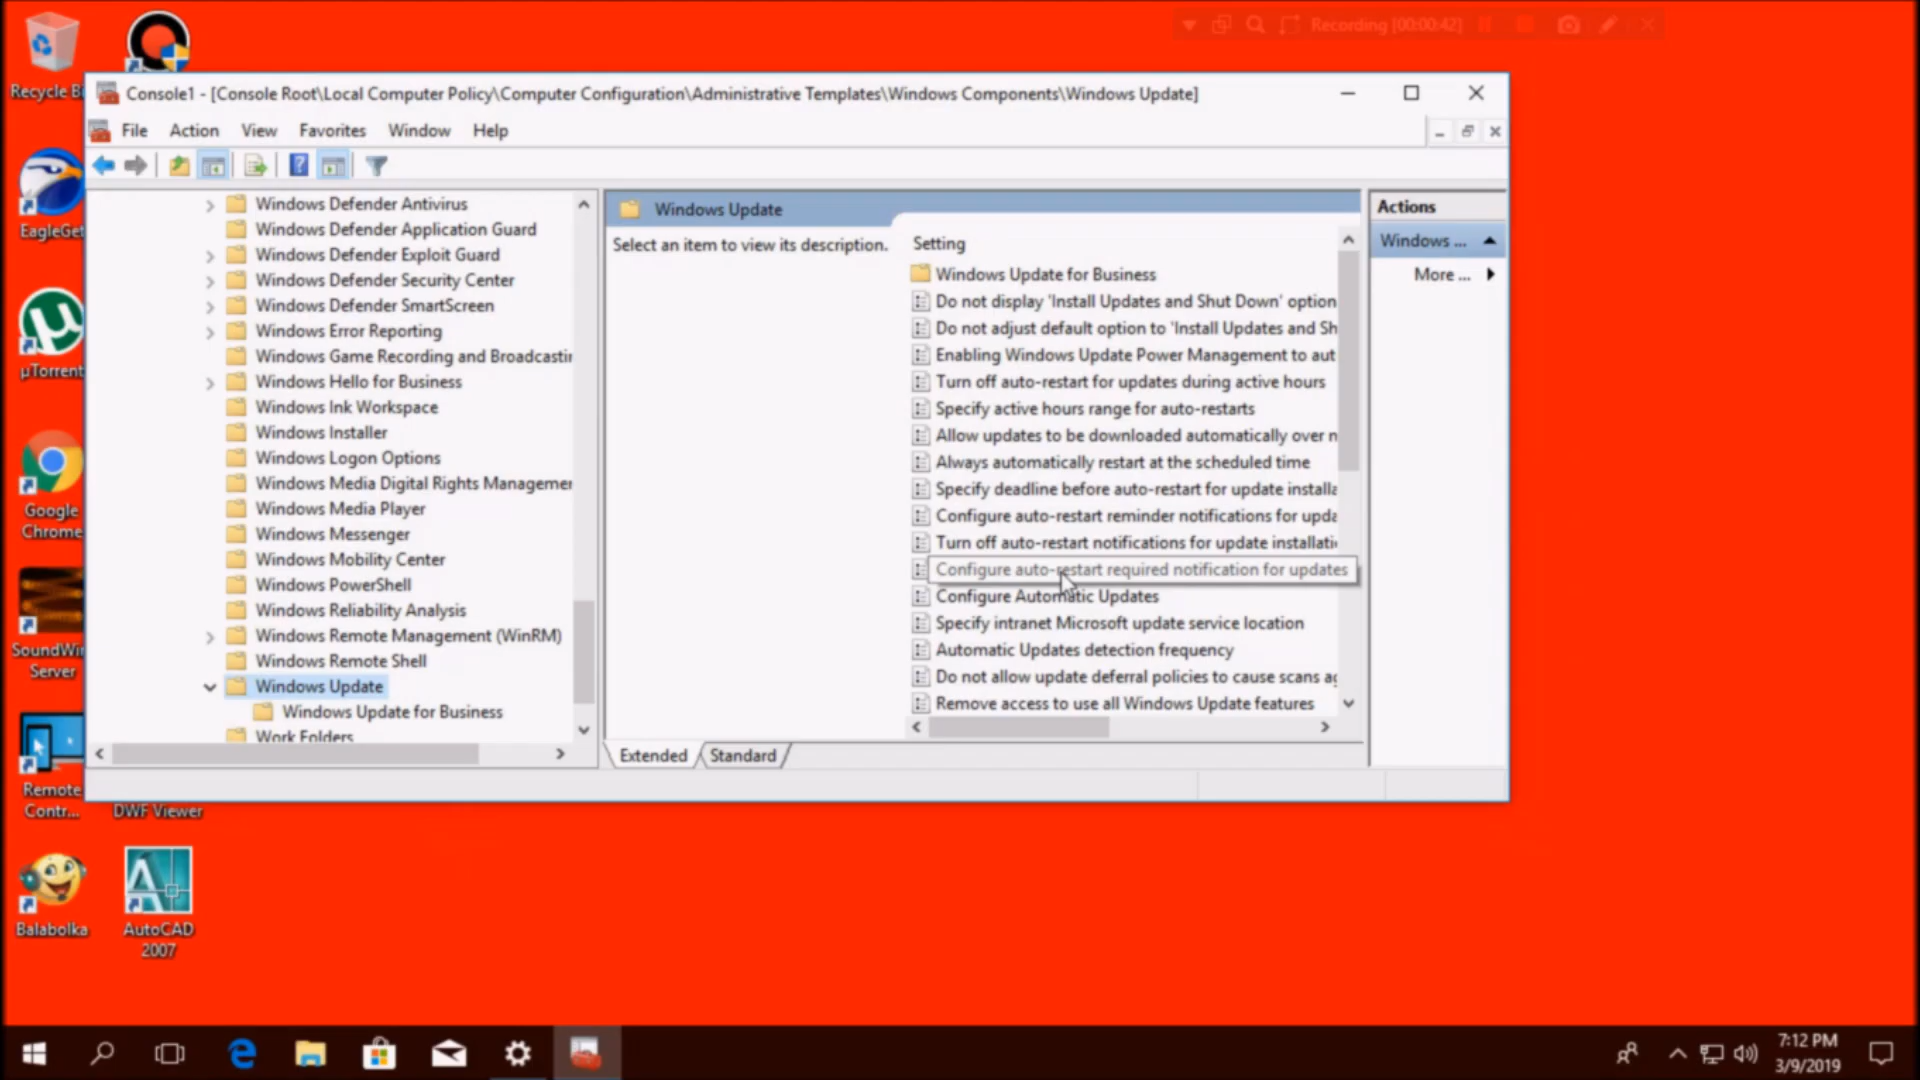 Recording [00:00:42]
Recycle Bi
Console1 - [Console Root\Local Computer Policy\Computer Configuration\Administrative Templates\Windows Components\Windows Update]
File Action View Favorites Window Help
Windows Defender Antivirus
Windows Defender Application Guard
Windows Defender Exploit Guard
Windows Defender Security Center
Windows Defender SmartScreen
Windows Error Reporting
Windows Game Recording and Broadcastin
Windows Hello for Business
Windows Ink Workspace
Windows Installer
Windows Logon Options
Windows Media Digital Rights Managemen
Windows Media Player
Windows Messenger
Windows Mobility Center
Windows PowerShell
Windows Reliability Analysis
Windows Remote Management (WinRM)
Windows Remote Shell
Windows Update
Windows Update for Business
Work Folders
Windows Update
Select an item to view its description.
Setting
Windows Update for Business
Do not display 'Install Updates and Shut Down' option
Do not adjust default option to 'Install Updates and Sh
Enabling Windows Update Power Management to aut
Turn off auto-restart for updates during active hours
Specify active hours range for auto-restarts
Allow updates to be downloaded automatically over n
Always automatically restart at the scheduled time
Specify deadline before auto-restart for update installa
Configure auto-restart reminder notifications for upda
Turn off auto-restart notifications for update installati
Configure auto-restart required notification for updates
Configure Automatic Updates
Specify intranet Microsoft update service location
Automatic Updates detection frequency
Do not allow update deferral policies to cause scans ag
Remove access to use all Windows Update features
Extended Standard
Actions
Windows ...
More ...
EagleGet
µTorrent
Google
Chrome
SoundWir
Server
Remote
Contr...
DWF Viewer
Balabolka
AutoCAD
2007
7:12 PM
3/9/2019